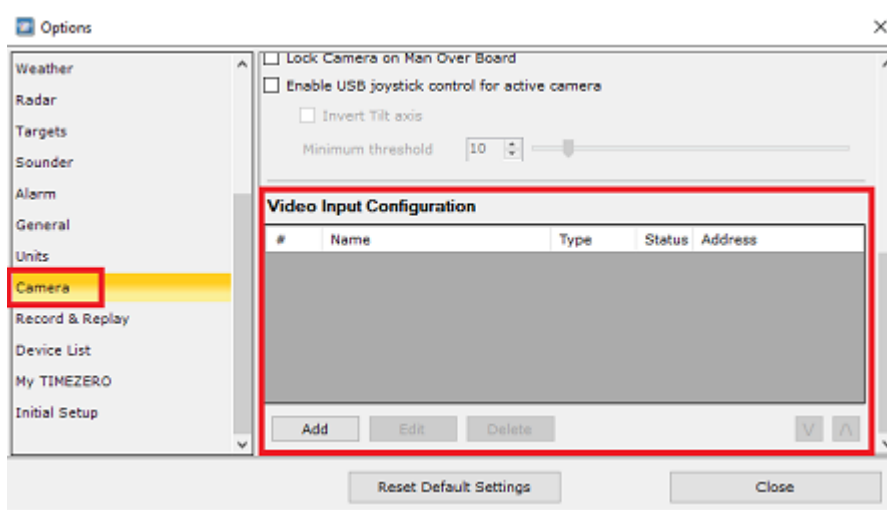 Options
Weather
Radar
Targets
Sounder
Alarm
General
Units
Camera
Record & Replay
Device List
My TIMEZERO
Initial Setup
Lock Camera on Man Over Board
Enable USB joystick control for active camera
Invert Tilt axis
Minimum threshold 10
Video Input Configuration
# Name Type Status Address
Add Edit Delete V Λ
Reset Default Settings Close